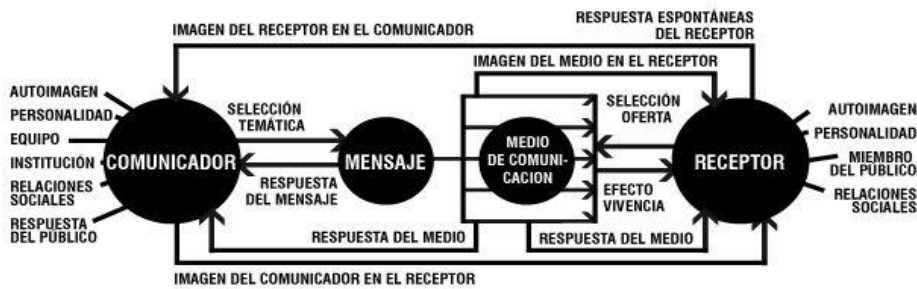 RESPUESTA ESPONTÁNEAS
DEL RECEPTOR
IMAGEN DEL RECEPTOR EN EL COMUNICADOR
IMAGEN DEL MEDIO EN EL RECEPTOR
AUTOIMAGEN
PERSONALIDAD
EQUIPO
INSTITUCIÓN
RELACIONES
SOCIALES
RESPUESTA
DEL PÚBLICO
COMUNICADOR
SELECCIÓN
TEMÁTICA
RESPUESTA
DEL MENSAJE
MENSAJE
MEDIO
DE COMUNI-
CACION
SELECCIÓN
OFERTA
EFECTO
VIVENCIA
RECEPTOR
AUTOIMAGEN
PERSONALIDAD
MIEMBRO
DEL PÚBLICO
RELACIONES
SOCIALES
RESPUESTA DEL MEDIO
RESPUESTA DEL MEDIO
IMAGEN DEL COMUNICADOR EN EL RECEPTOR